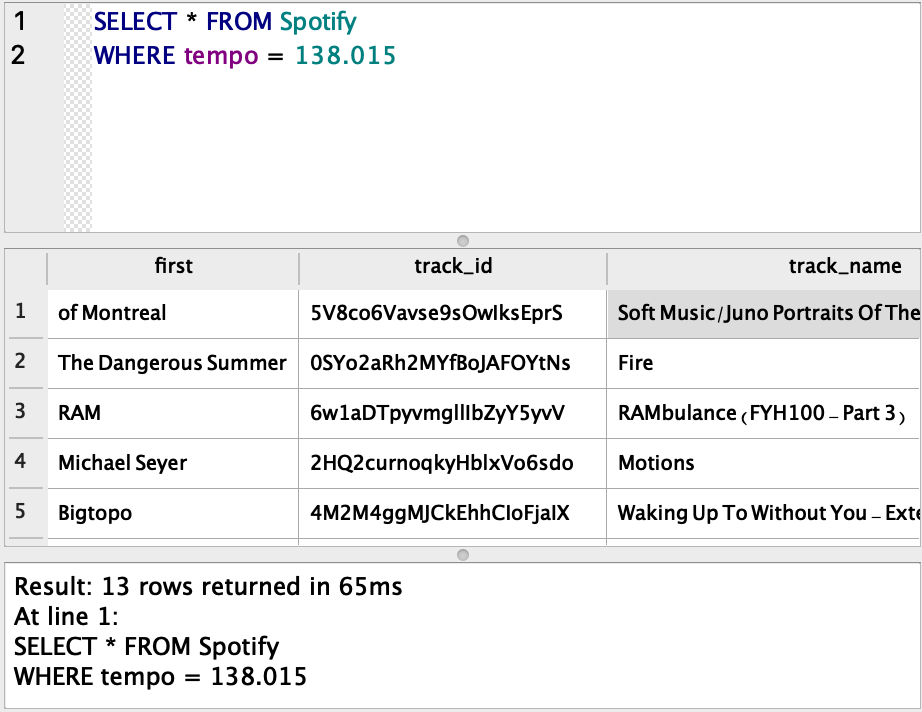 1 SELECT * FROM Spotify
2 WHERE tempo = 138.015
first track_id track_name
1 of Montreal 5V8co6Vavse9sOwIksEprS Soft Music/Juno Portraits Of The
2 The Dangerous Summer 0SYo2aRh2MYfBoJAFOYtNs Fire
3 RAM 6w1aDTpyvmgllIbZyY5yvV RAMbulance (FYH100 - Part 3)
4 Michael Seyer 2HQ2curnoqkyHblxVo6sdo Motions
5 Bigtopo 4M2M4ggMJCkEhhCIoFjaIX Waking Up To Without You - Exte
Result: 13 rows returned in 65ms
At line 1:
SELECT * FROM Spotify
WHERE tempo = 138.015